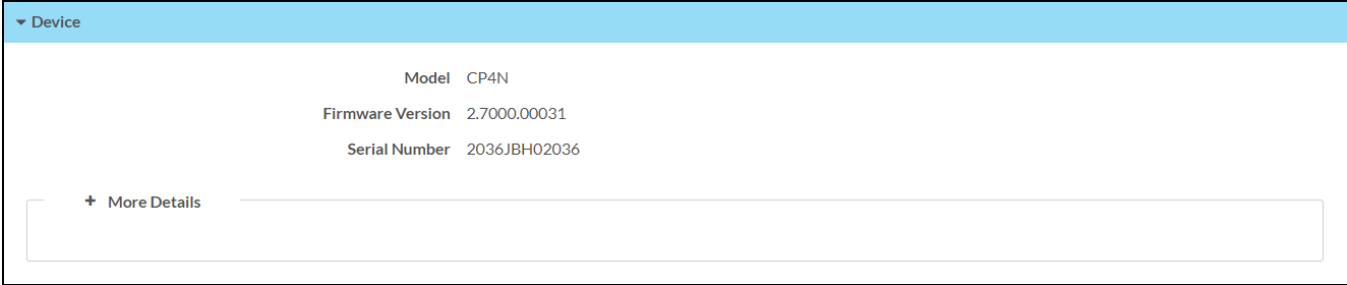 Device
Model CP4N
Firmware Version 2.7000.00031
Serial Number 2036JBH02036
+ More Details